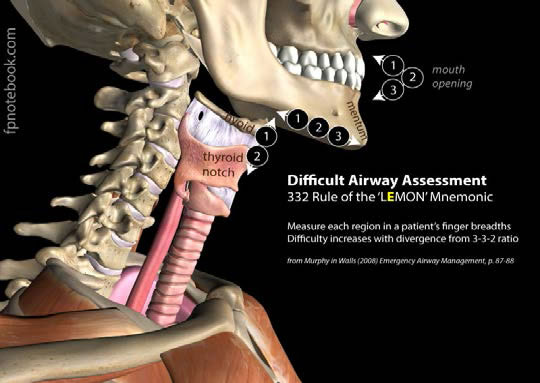 fpnotebook.com
1
2
3
mouth
opening
mentum
1
2
3
hyoid
1
2
thyroid
notch
Difficult Airway Assessment
332 Rule of the 'LEMON' Mnemonic
Measure each region in a patient's finger breadths
Difficulty increases with divergence from 3-3-2 ratio
from Murphy in Walls (2008) Emergency Airway Management, p. 87-88